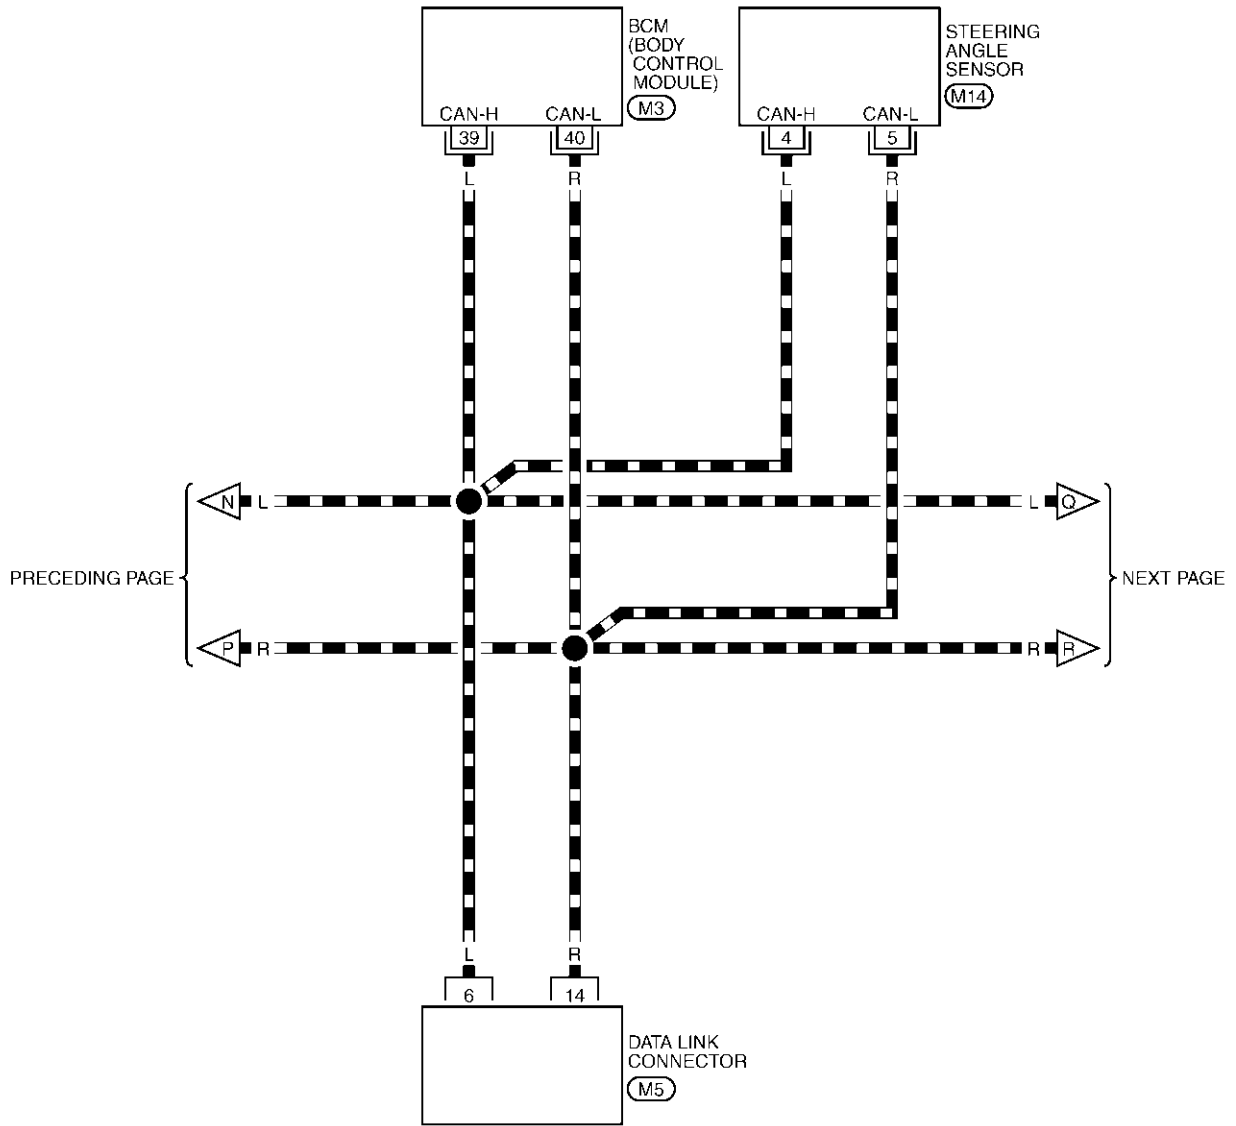 BCM
(BODY
CONTROL
MODULE)
M3
STEERING
ANGLE
SENSOR
M14
CAN-H CAN-L
CAN-H CAN-L
39 40
4 5
L R L R
N L L Q
PRECEDING PAGE
NEXT PAGE
P R R R
L R
6 14
DATA LINK
CONNECTOR
M5